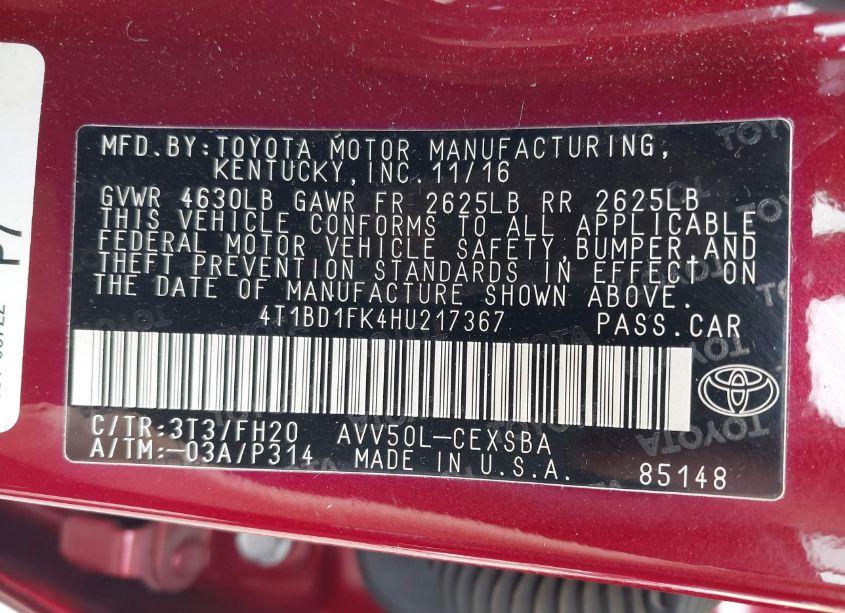 MFD.BY:TOYOTA MOTOR MANUFACTURING,
KENTUCKY,INC.11/16
GVWR 4630LB GAWR FR 2625LB RR 2625LB
THIS VEHICLE CONFORMS TO ALL APPLICABLE
FEDERAL MOTOR VEHICLE SAFETY,BUMPER,AND
THEFT PREVENTION STANDARDS IN EFFECT ON
THE DATE OF MANUFACTURE SHOWN ABOVE.
4T1BD1FK4HU217367 PASS.CAR
C/TR:3T3/FH20 AVV50L-CEXSBA
A/TM:-03A/P314 MADE IN U.S.A. 85148
P7